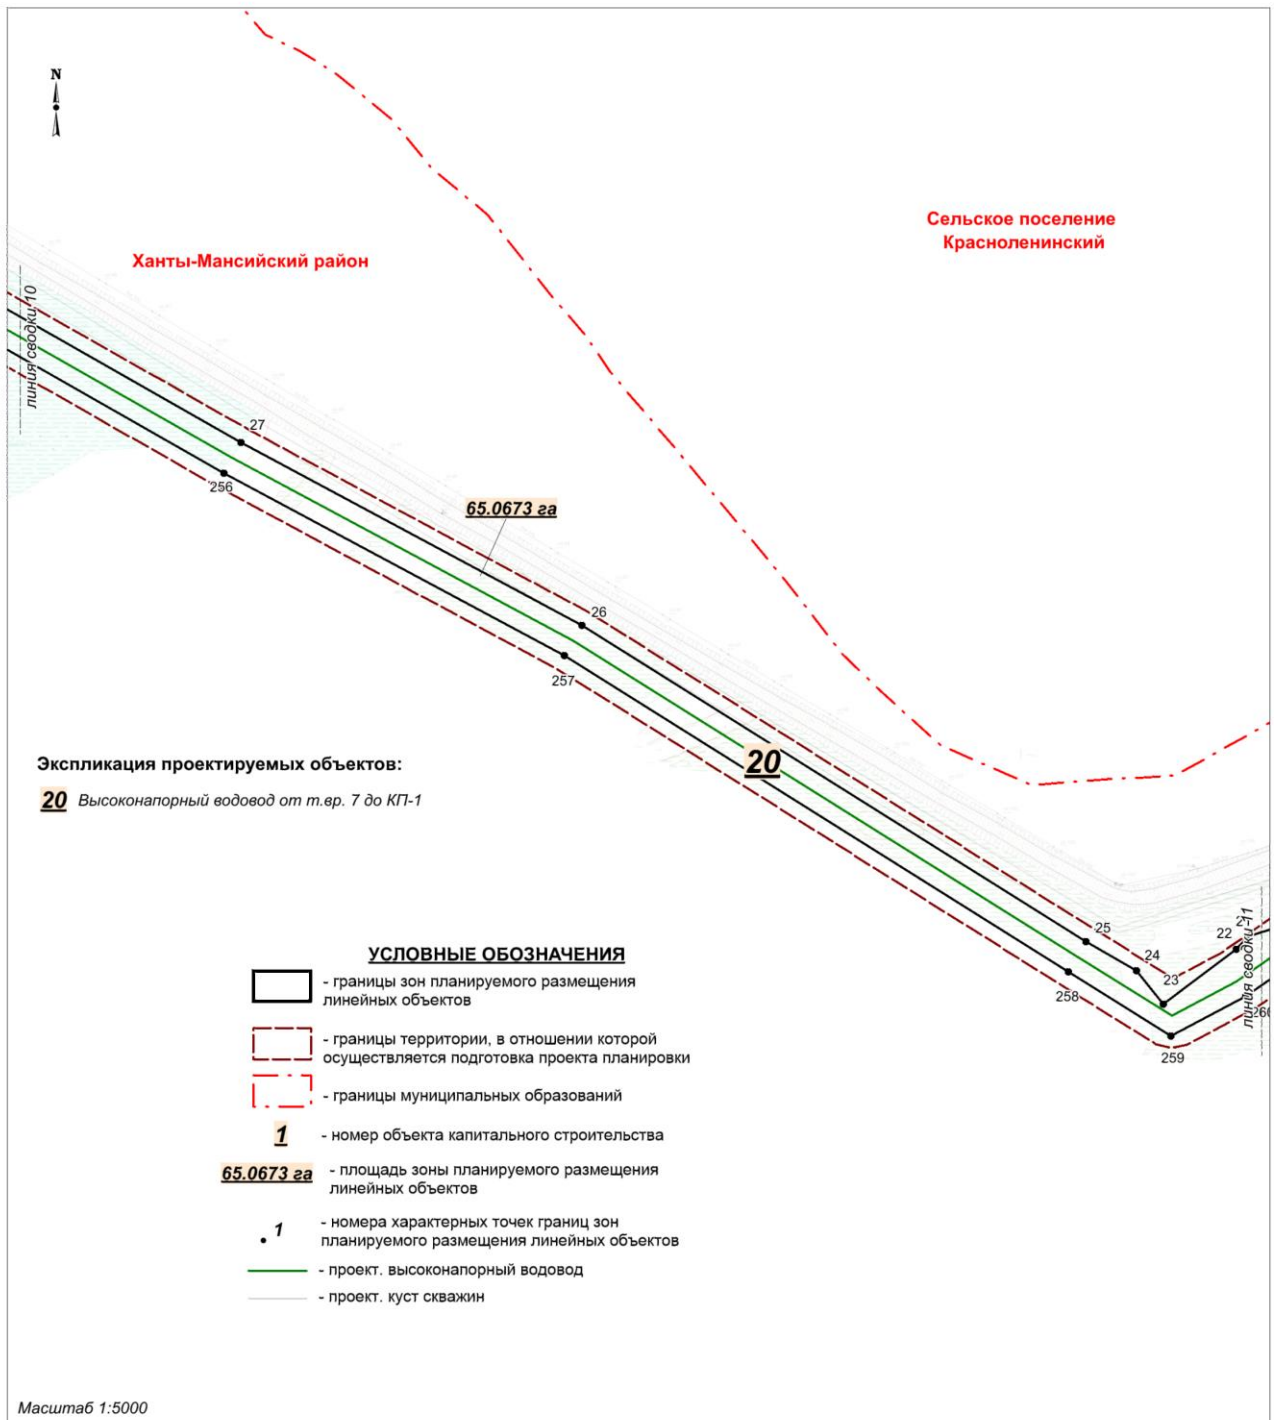 N
Сельское поселение
Красноленинский
Ханты-Мансийский район
линия сводки 10
27
256
65.0673 га
26
257
20
Экспликация проектируемых объектов:
20 Высоконапорный водовод от т.вр. 7 до КП-1
25
24
23
22
258
259
260
линия сводки 11
УСЛОВНЫЕ ОБОЗНАЧЕНИЯ
- границы зон планируемого размещения
линейных объектов
- границы территории, в отношении которой
осуществляется подготовка проекта планировки
- границы муниципальных образований
1 - номер объекта капитального строительства
65.0673 га - площадь зоны планируемого размещения
линейных объектов
1 - номера характерных точек границ зон
планируемого размещения линейных объектов
- проект. высоконапорный водовод
- проект. куст скважин
Масштаб 1:5000